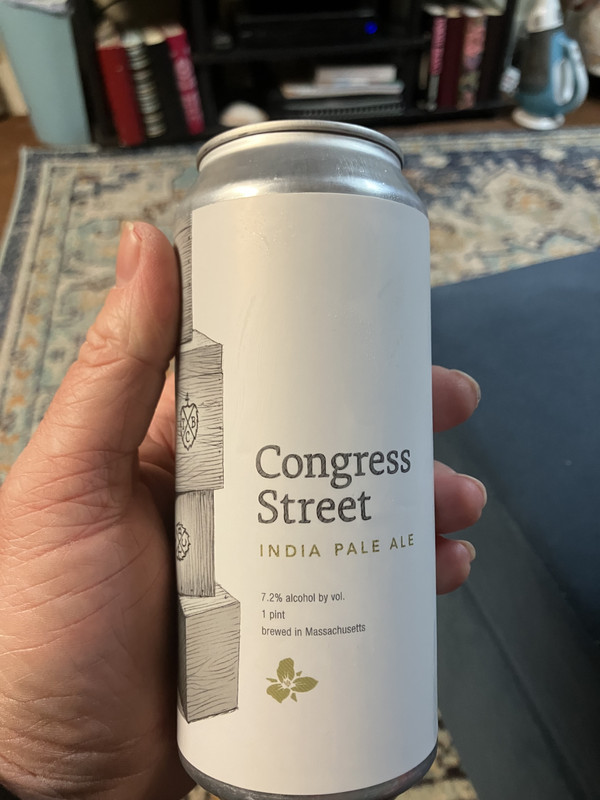 Congress
Street
INDIA PALE ALE
7.2% alcohol by vol.
1 pint
brewed in Massachusetts